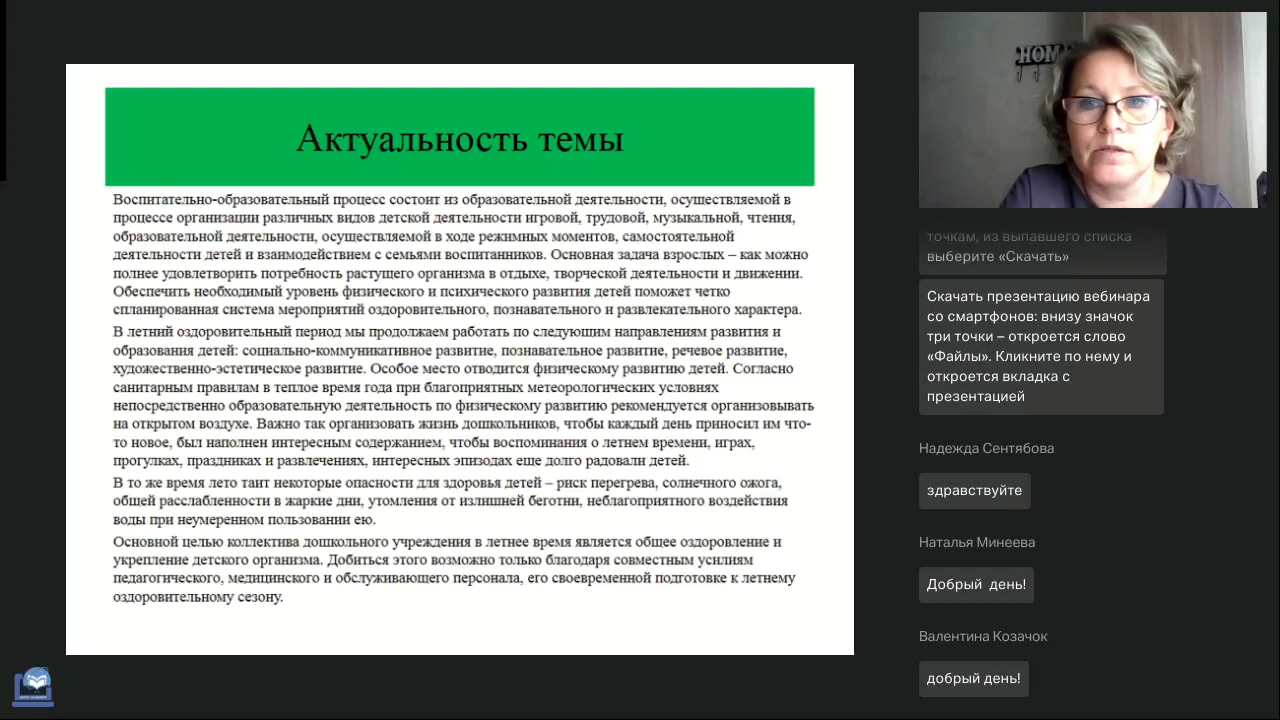 Актуальность темы
Воспитательно-образовательный процесс состоит из образовательной деятельности, осуществляемой в
процессе организации различных видов детской деятельности игровой, трудовой, музыкальной, чтения,
образовательной деятельности, осуществляемой в ходе режимных моментов, самостоятельной
деятельности детей и взаимодействием с семьями воспитанников. Основная задача взрослых – как можно
полнее удовлетворить потребность растущего организма в отдыхе, творческой деятельности и движении.
Обеспечить необходимый уровень физического и психического развития детей поможет четко
спланированная система мероприятий оздоровительного, познавательного и развлекательного характера.
В летний оздоровительный период мы продолжаем работать по следующим направлениям развития и
образования детей: социально-коммуникативное развитие, познавательное развитие, речевое развитие,
художественно-эстетическое развитие. Особое место отводится физическому развитию детей. Согласно
санитарным правилам в теплое время года при благоприятных метеорологических условиях
непосредственно образовательную деятельность по физическому развитию рекомендуется организовывать
на открытом воздухе. Важно так организовать жизнь дошкольников, чтобы каждый день приносил им что-
то новое, был наполнен интересным содержанием, чтобы воспоминания о летнем времени, играх,
прогулках, праздниках и развлечениях, интересных эпизодах еще долго радовали детей.
В то же время лето таит некоторые опасности для здоровья детей – риск перегрева, солнечного ожога,
общей расслабленности в жаркие дни, утомления от излишней беготни, неблагоприятного воздействия
воды при неумеренном пользовании ею.
Основной целью коллектива дошкольного учреждения в летнее время является общее оздоровление и
укрепление детского организма. Добиться этого возможно только благодаря совместным усилиям
педагогического, медицинского и обслуживающего персонала, его своевременной подготовке к летнему
оздоровительному сезону.
HOM
точкам, из выпавшего списка
выберите «Скачать»
Скачать презентацию вебинара
со смартфонов: внизу значок
три точки – откроется слово
«Файлы». Кликните по нему и
откроется вкладка с
презентацией
Надежда Сентябова
здравствуйте
Наталья Минеева
Добрый  день!
Валентина Козачок
добрый день!